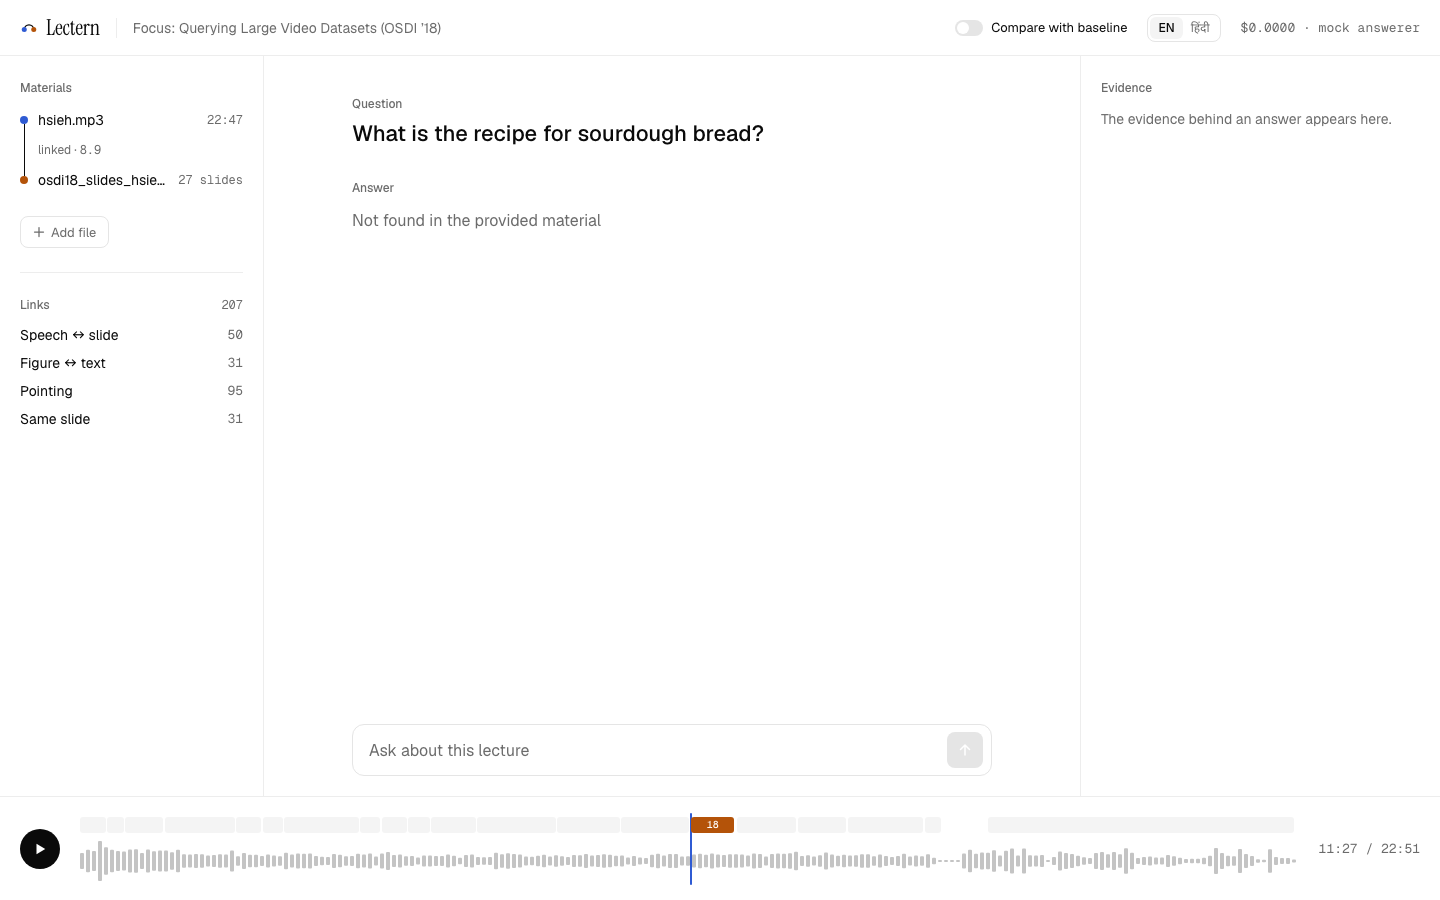 Lectern
Focus: Querying Large Video Datasets (OSDI ’18)
Compare with baseline
EN हिंदी
$0.0000 · mock answerer
Materials
hsieh.mp3 22:47
linked · 8.9
osdi18_slides_hsie... 27 slides
+ Add file
Links 207
Speech ↔ slide 50
Figure ↔ text 31
Pointing 95
Same slide 31
Question
What is the recipe for sourdough bread?
Answer
Not found in the provided material
Ask about this lecture
Evidence
The evidence behind an answer appears here.
18
11:27 / 22:51